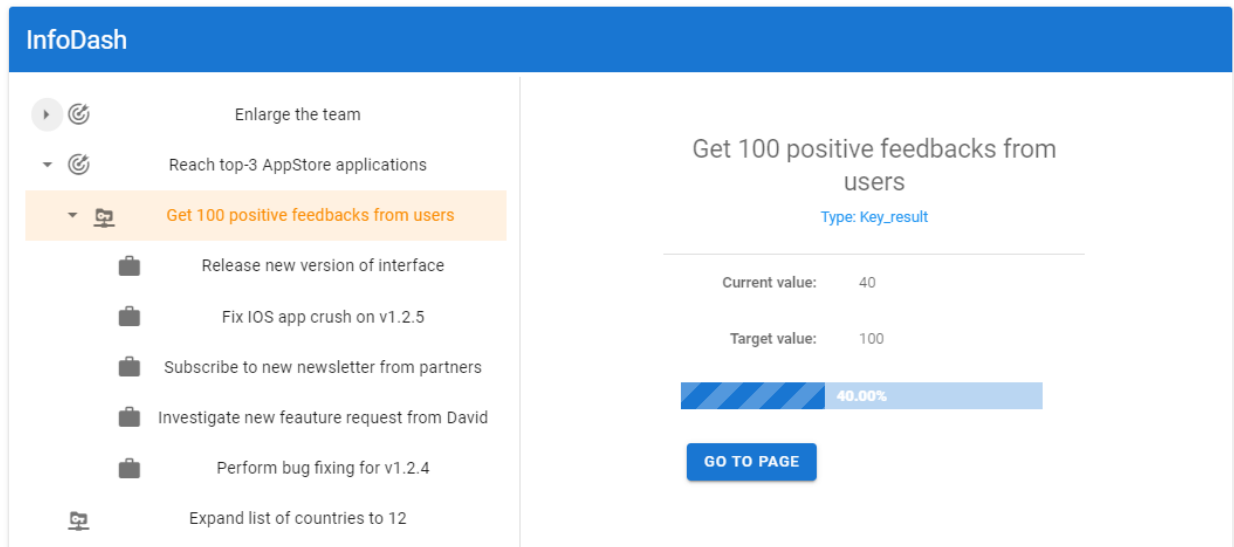 InfoDash
Enlarge the team
Reach top-3 AppStore applications
Get 100 positive feedbacks from users
Release new version of interface
Fix IOS app crush on v1.2.5
Subscribe to new newsletter from partners
Investigate new feauture request from David
Perform bug fixing for v1.2.4
Expand list of countries to 12
Get 100 positive feedbacks from
users
Type: Key_result
Current value: 40
Target value: 100
40.00%
GO TO PAGE